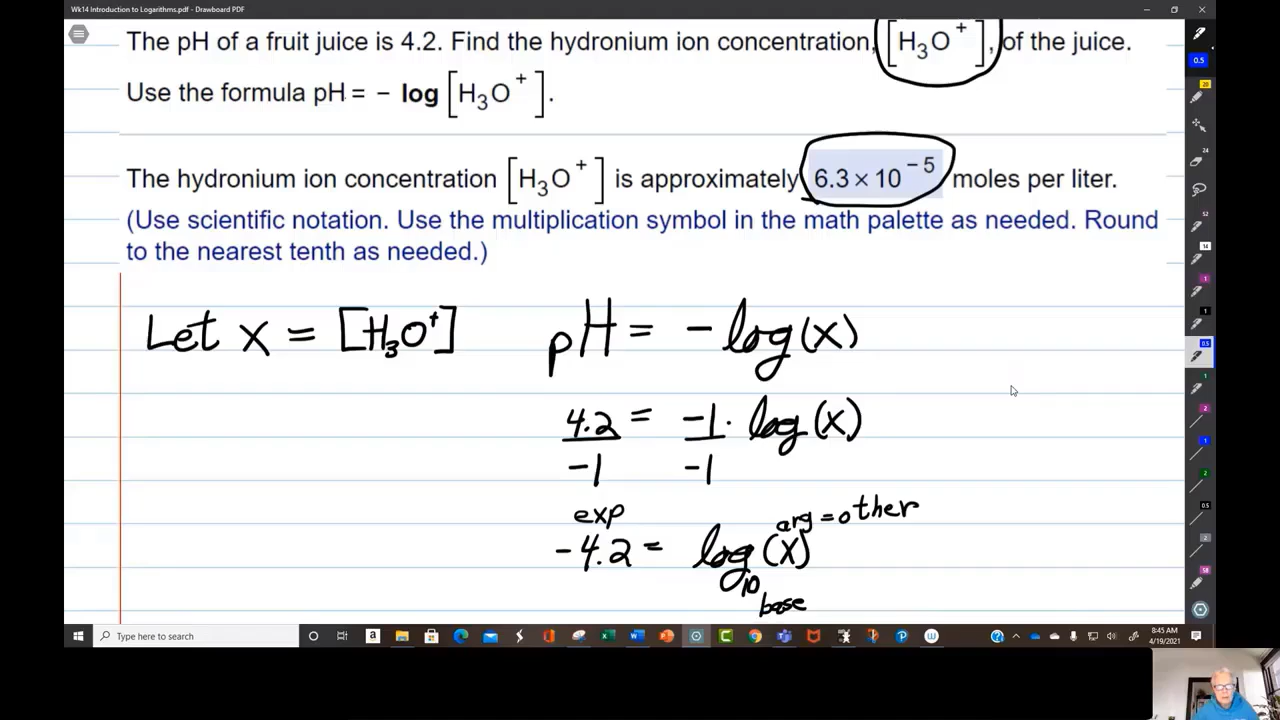 Wk14 Introduction to Logarithms.pdf - Drawboard PDF
The pH of a fruit juice is 4.2. Find the hydronium ion concentration, [H₃O⁺], of the juice.
Use the formula pH = − log [H₃O⁺].
The hydronium ion concentration [H₃O⁺] is approximately 6.3 × 10⁻⁵ moles per liter.
(Use scientific notation. Use the multiplication symbol in the math palette as needed. Round
to the nearest tenth as needed.)
Let x = [H₃O⁺] pH = − log(x)
4.2 = −1 · log(x)
−1 −1
exp arg = other
−4.2 = log₁₀(x)
base
Type here to search
8:45 AM
4/19/2021